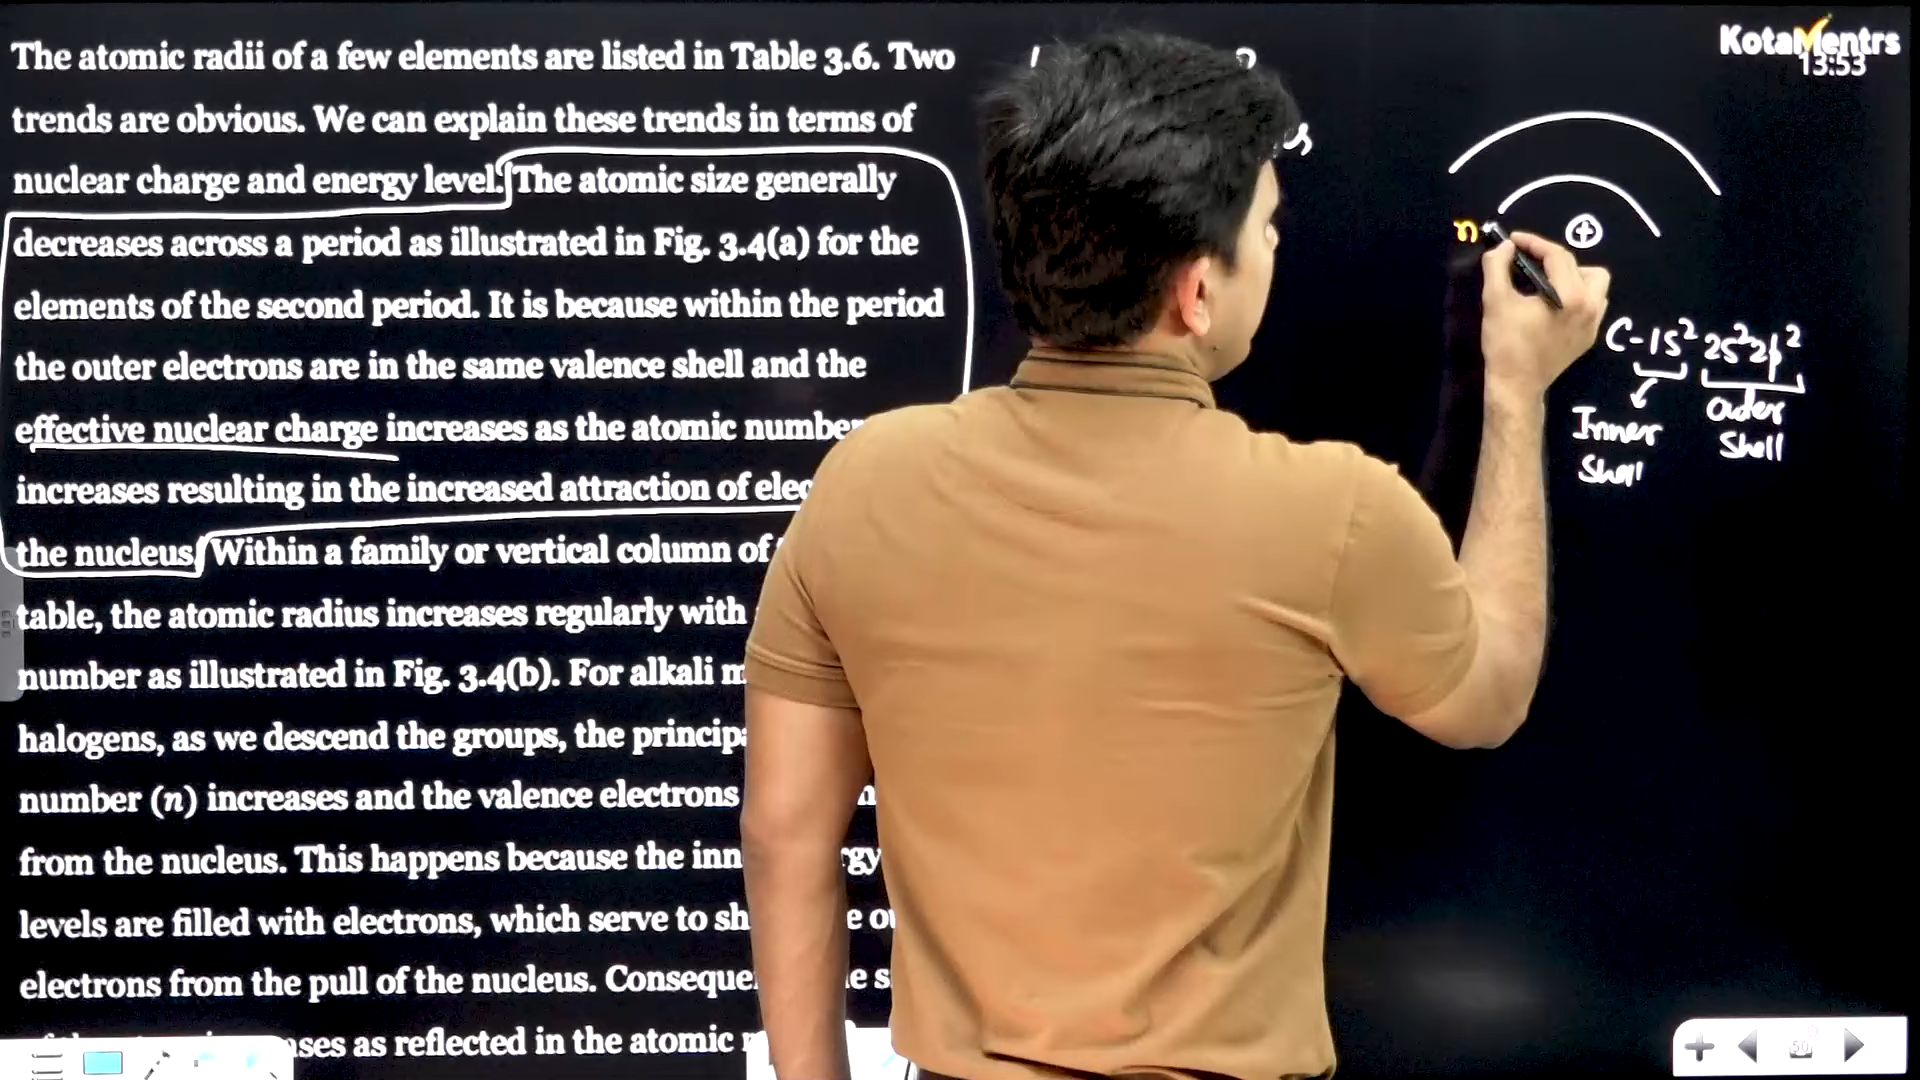 The atomic radii of a few elements are listed in Table 3.6. Two
trends are obvious. We can explain these trends in terms of
nuclear charge and energy level. The atomic size generally
decreases across a period as illustrated in Fig. 3.4(a) for the
elements of the second period. It is because within the period
the outer electrons are in the same valence shell and the
effective nuclear charge increases as the atomic number
increases resulting in the increased attraction of
the nucleus. Within a family or vertical column of
table, the atomic radius increases regularly with
number as illustrated in Fig. 3.4(b). For alkali
halogens, as we descend the groups, the
number (n) increases and the valence electrons
from the nucleus. This happens because the
levels are filled with electrons, which serve to
electrons from the pull of the nucleus.
as reflected in the atomic
KotaMentrs
13:53
n
+
C-1s² 2s²2p²
Inner
Shell
outer
Shell
50